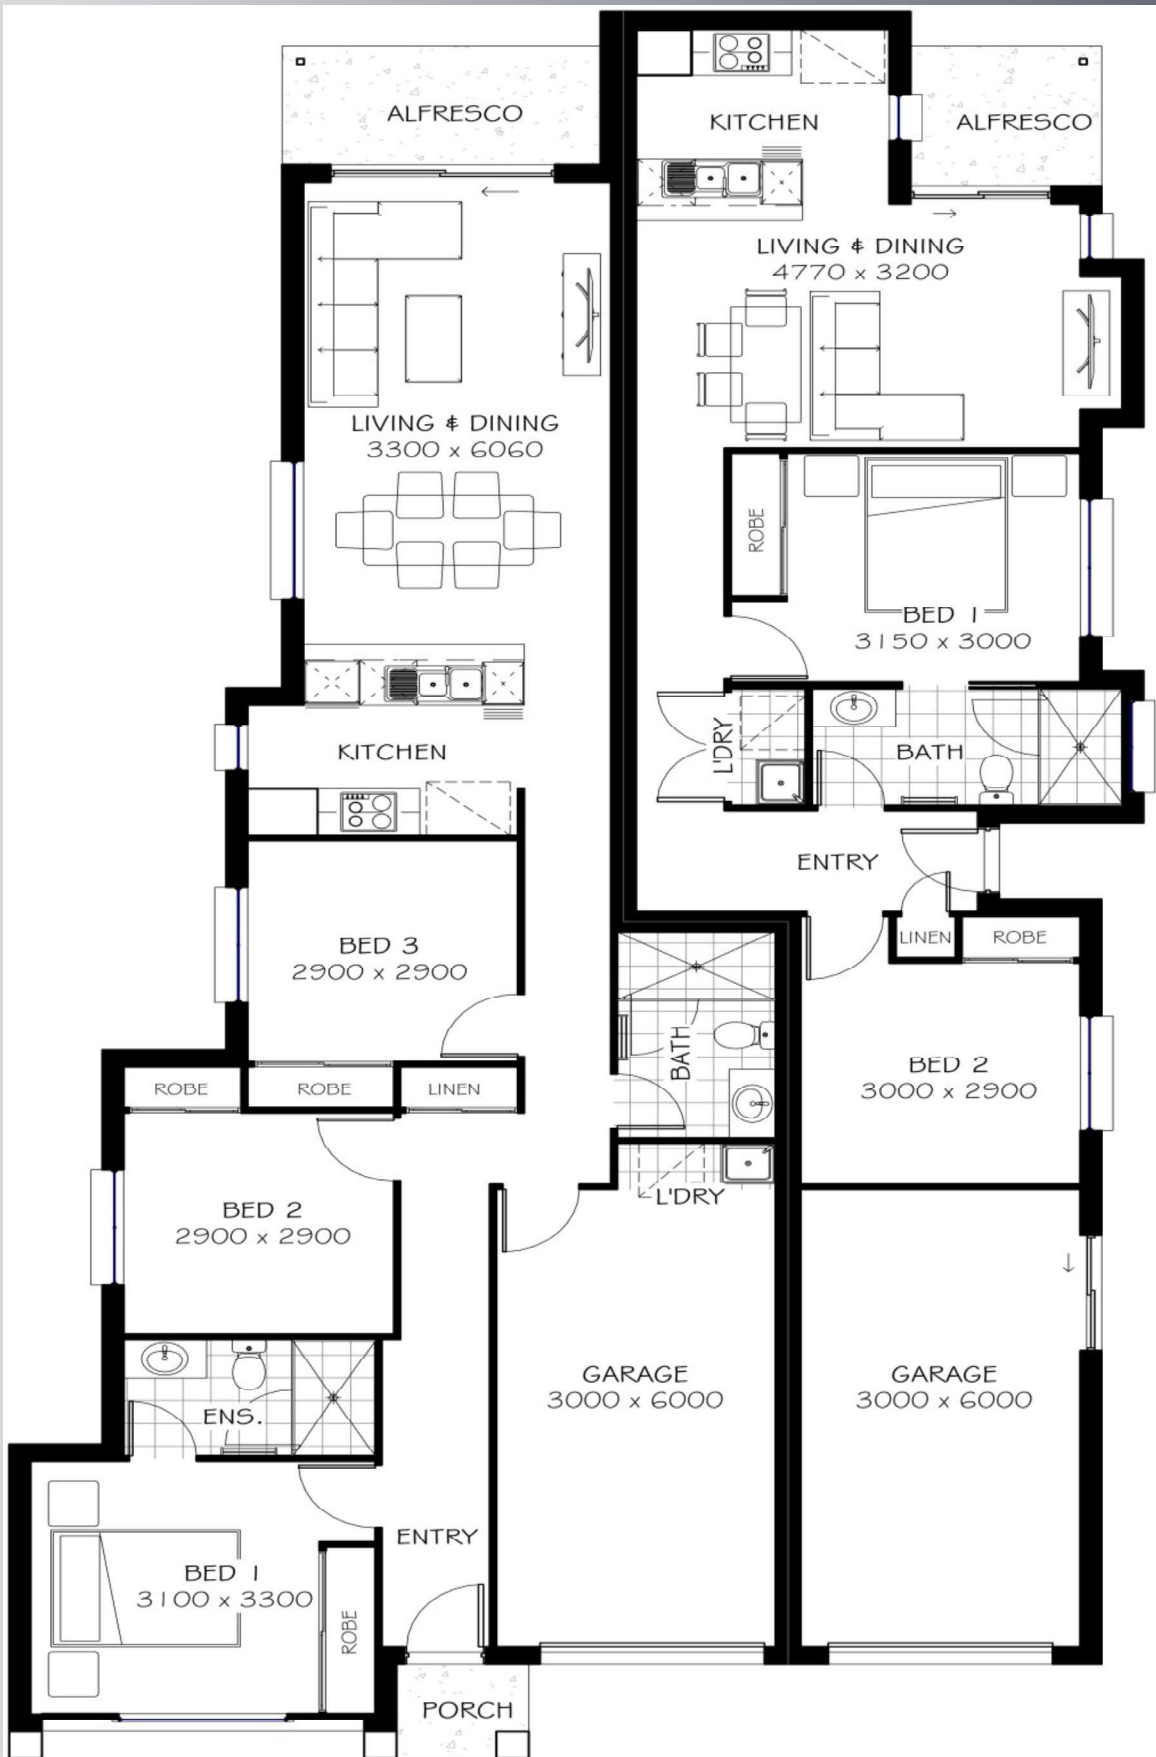 ALFRESCO
KITCHEN
ALFRESCO
LIVING & DINING
4770 x 3200
LIVING & DINING
3300 x 6060
ROBE
BED 1
3150 x 3000
KITCHEN
L'DRY
BATH
ENTRY
BED 3
2900 x 2900
LINEN
ROBE
BATH
BED 2
3000 x 2900
ROBE
ROBE
LINEN
L'DRY
BED 2
2900 x 2900
GARAGE
3000 x 6000
GARAGE
3000 x 6000
ENS.
ENTRY
BED 1
3100 x 3300
ROBE
PORCH